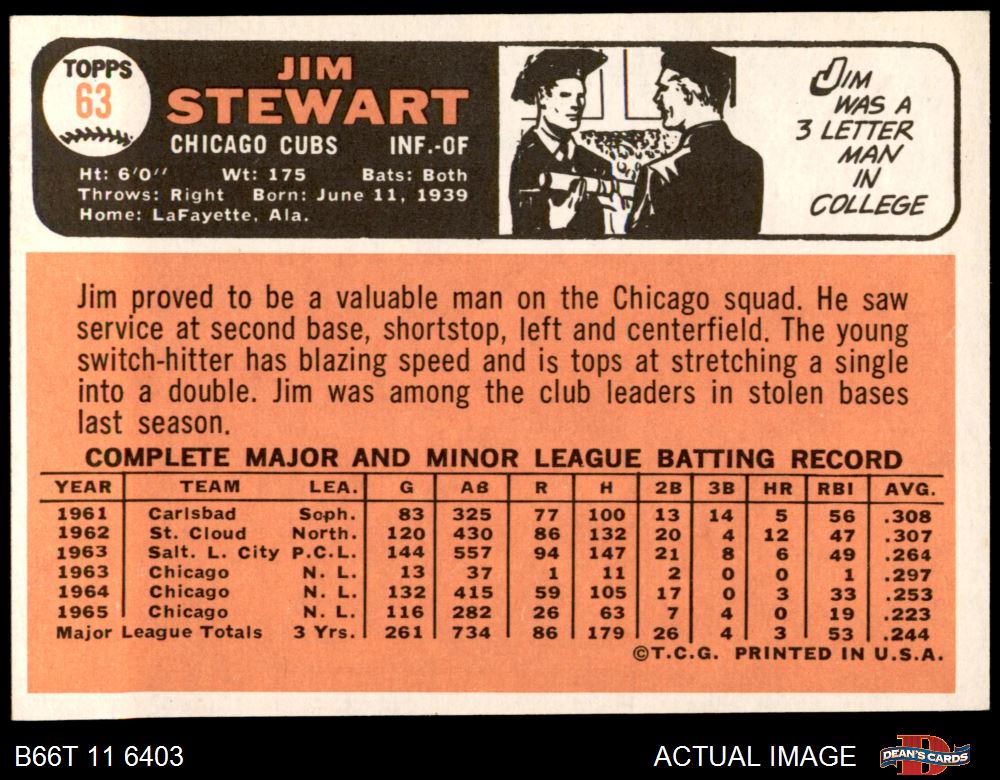 TOPPS
63
JIM
STEWART
CHICAGO CUBS INF.-OF
Ht: 6'0" Wt: 175 Bats: Both
Throws: Right Born: June 11, 1939
Home: LaFayette, Ala.
JIM
WAS A
3 LETTER
MAN
IN
COLLEGE
Jim proved to be a valuable man on the Chicago squad. He saw
service at second base, shortstop, left and centerfield. The young
switch-hitter has blazing speed and is tops at stretching a single
into a double. Jim was among the club leaders in stolen bases
last season.
COMPLETE MAJOR AND MINOR LEAGUE BATTING RECORD
YEAR TEAM LEA. G AB R H 2B 3B HR RBI AVG.
1961 Carlsbad Soph. 83 325 77 100 13 14 5 56 .308
1962 St. Cloud North. 120 430 86 132 20 4 12 47 .307
1963 Salt. L. City P.C.L. 144 557 94 147 21 8 6 49 .264
1963 Chicago N. L. 13 37 1 11 2 0 0 1 .297
1964 Chicago N. L. 132 415 59 105 17 0 3 33 .253
1965 Chicago N. L. 116 282 26 63 7 4 0 19 .223
Major League Totals 3 Yrs. 261 734 86 179 26 4 3 53 .244
©T.C.G. PRINTED IN U.S.A.
B66T 11 6403 ACTUAL IMAGE DEAN'S CARDS